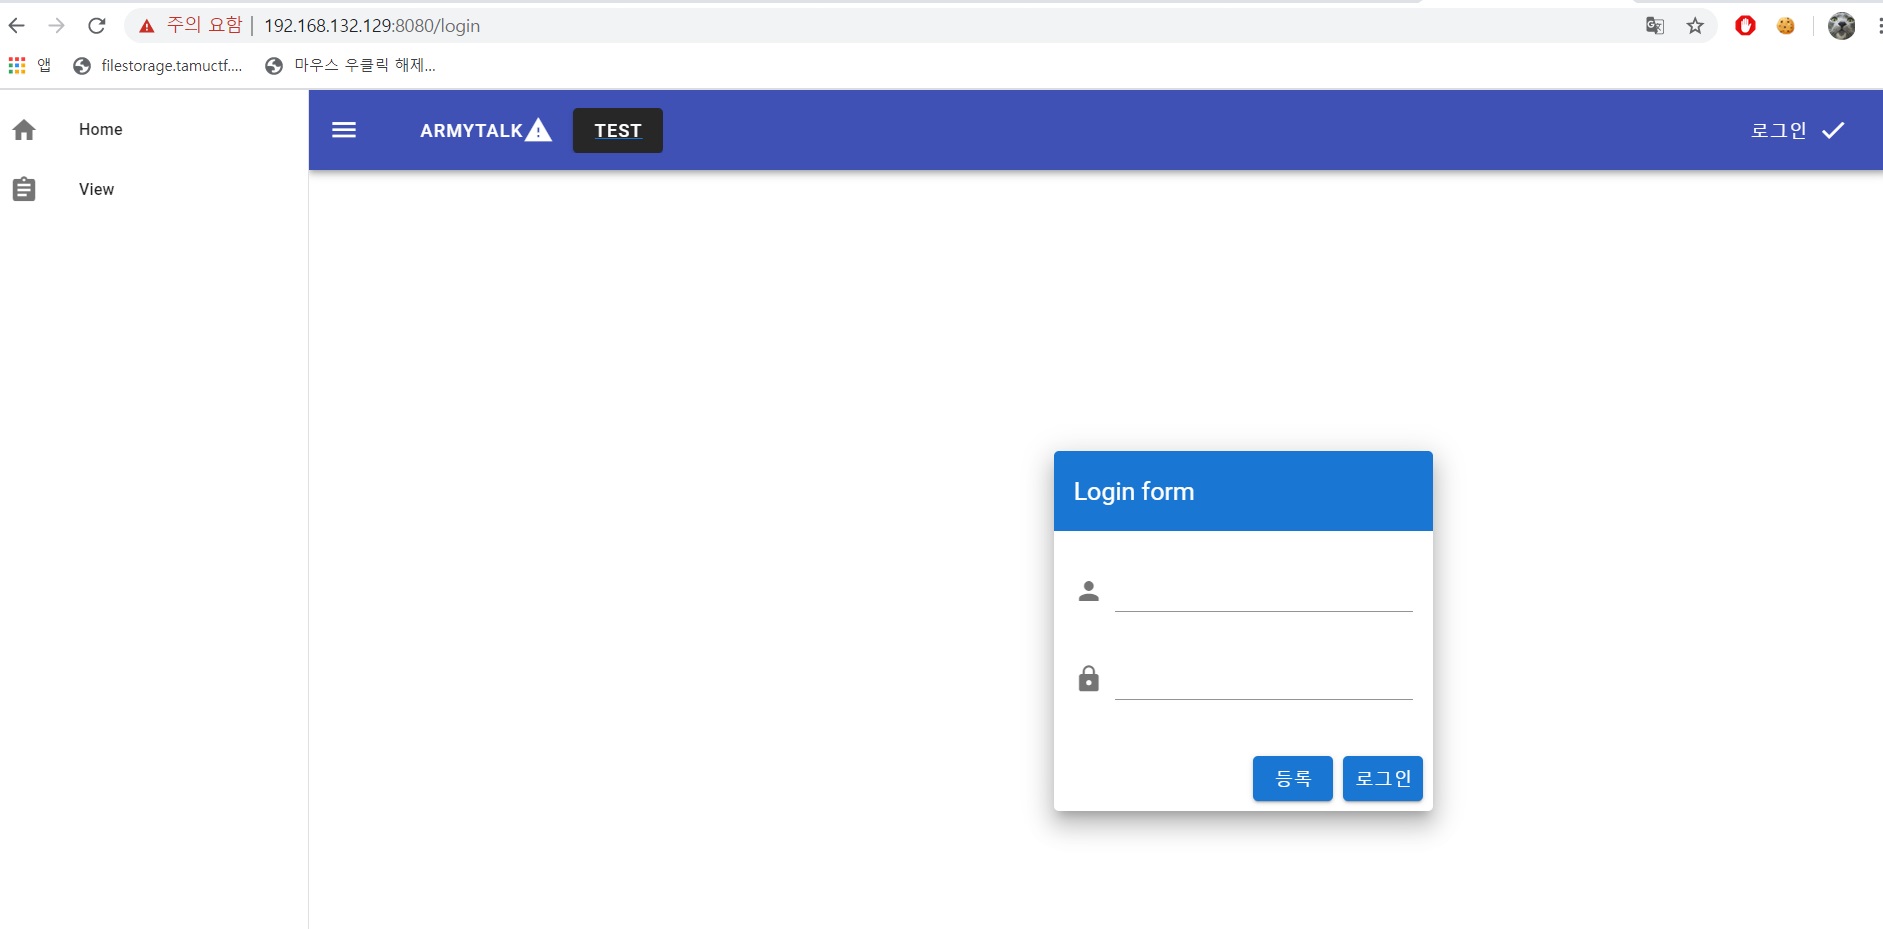 주의 요함 | 192.168.132.129:8080/login
앱 filestorage.tamuctf.... 마우스 우클릭 해제...
Home
View
ARMYTALK TEST 로그인
Login form
등록 로그인